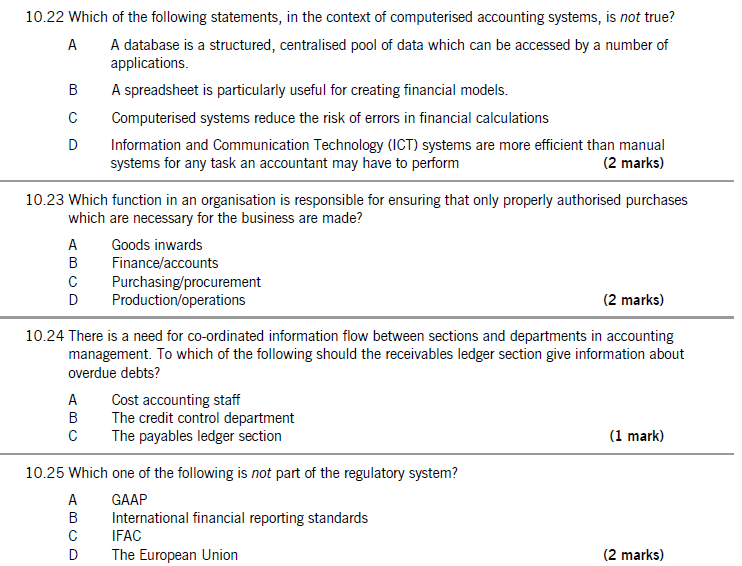 10.22 Which of the following statements, in the context of computerised accounting systems, is not true?
A A database is a structured, centralised pool of data which can be accessed by a number of
applications.
B A spreadsheet is particularly useful for creating financial models.
C Computerised systems reduce the risk of errors in financial calculations
D Information and Communication Technology (ICT) systems are more efficient than manual
systems for any task an accountant may have to perform (2 marks)
10.23 Which function in an organisation is responsible for ensuring that only properly authorised purchases
which are necessary for the business are made?
A Goods inwards
B Finance/accounts
C Purchasing/procurement
D Production/operations (2 marks)
10.24 There is a need for co-ordinated information flow between sections and departments in accounting
management. To which of the following should the receivables ledger section give information about
overdue debts?
A Cost accounting staff
B The credit control department
C The payables ledger section (1 mark)
10.25 Which one of the following is not part of the regulatory system?
A GAAP
B International financial reporting standards
C IFAC
D The European Union (2 marks)